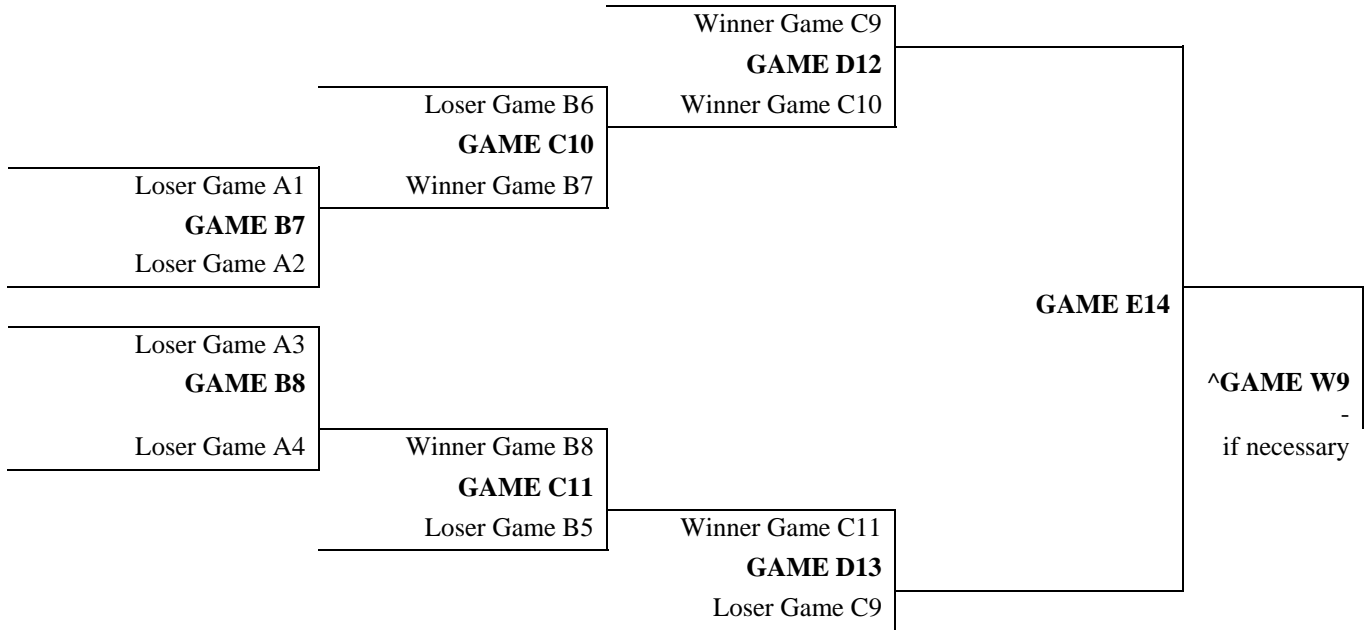 Winner Game C9
GAME D12
Loser Game B6 Winner Game C10
GAME C10
Loser Game A1 Winner Game B7
GAME B7
Loser Game A2
GAME E14
Loser Game A3
GAME B8 ^GAME W9
-
Loser Game A4 Winner Game B8 if necessary
GAME C11
Loser Game B5 Winner Game C11
GAME D13
Loser Game C9